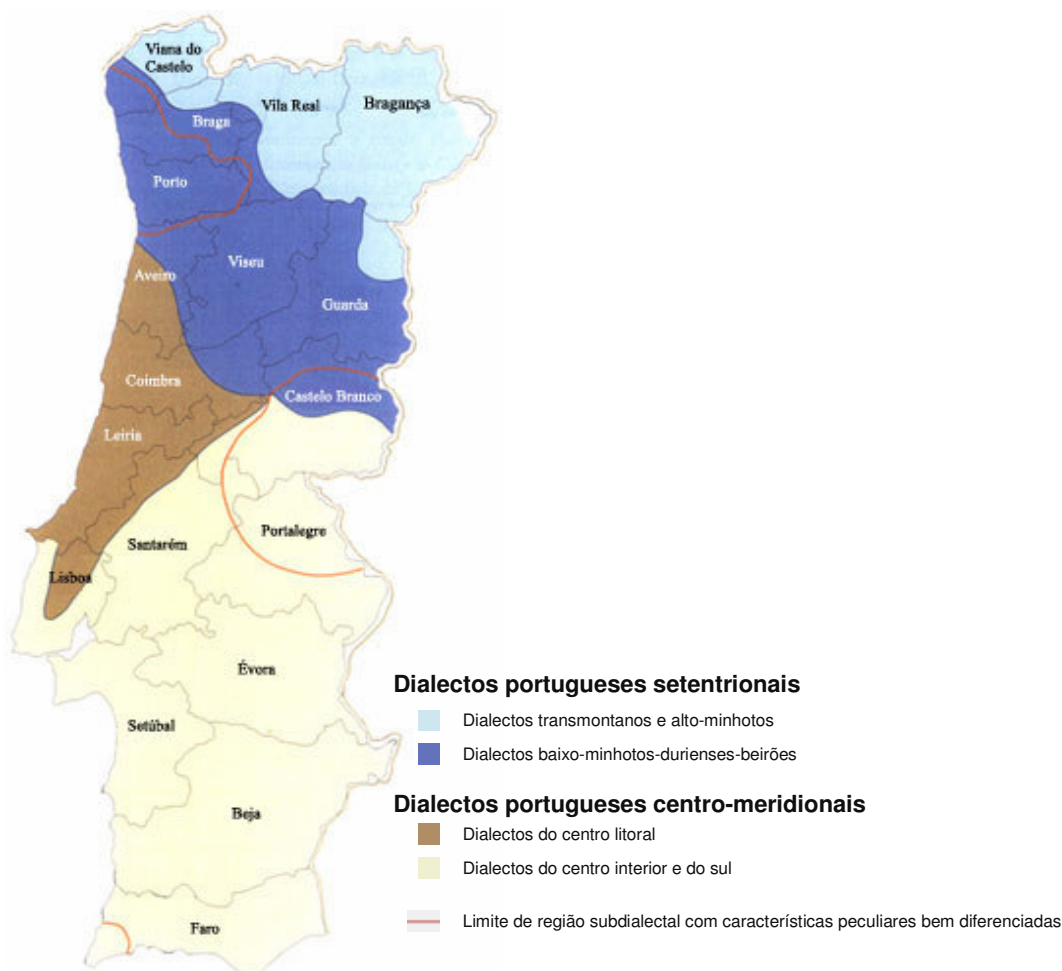 Viana do
Castelo
Vila Real
Bragança
Braga
Porto
Viseu
Aveiro
Guarda
Coimbra
Castelo Branco
Leiria
Portalegre
Santarém
Lisboa
Évora
Setúbal
Beja
Faro
Dialectos portugueses setentrionais
Dialectos transmontanos e alto-minhotos
Dialectos baixo-minhotos-durienses-beirões
Dialectos portugueses centro-meridionais
Dialectos do centro litoral
Dialectos do centro interior e do sul
Limite de região subdialectal com características peculiares bem diferenciadas